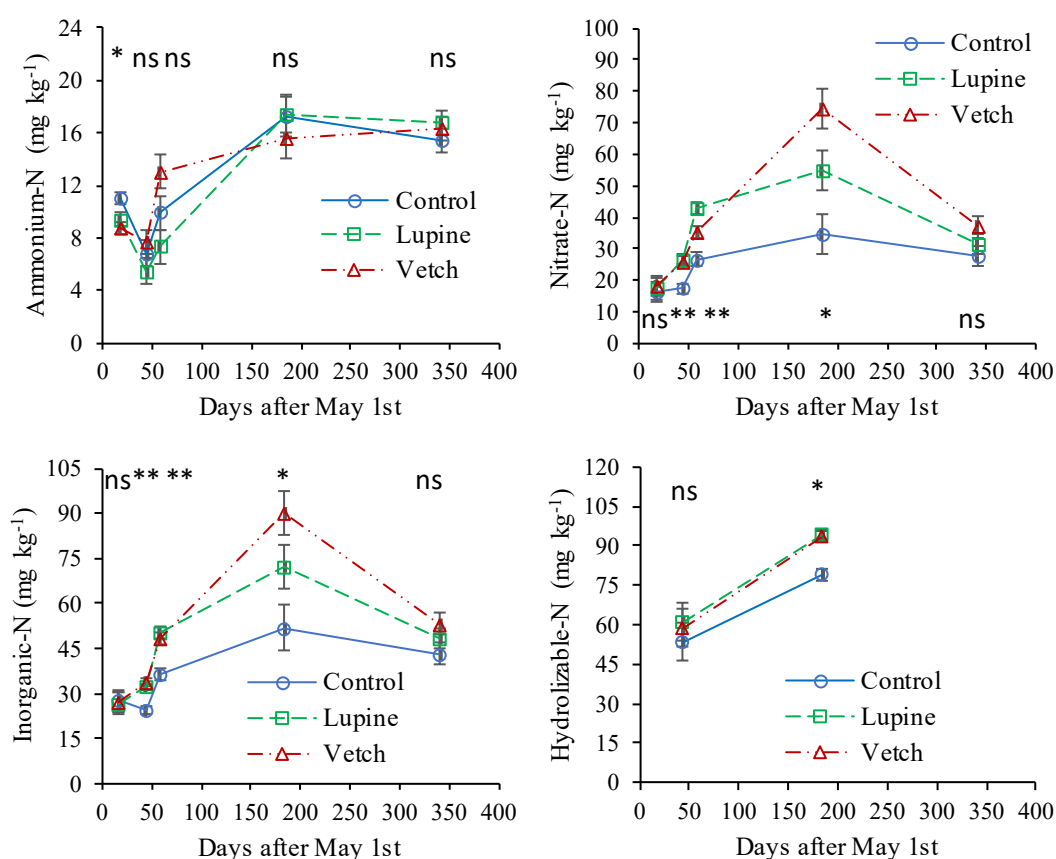 24
20
16
12
8
4
0
Ammonium-N (mg kg-1)
* ns ns ns ns
Control
Lupine
Vetch
0 50 100 150 200 250 300 350 400
Days after May 1st
100
90
80
70
60
50
40
30
20
10
0
Nitrate-N (mg kg-1)
Control
Lupine
Vetch
ns ** ** * ns
0 50 100 150 200 250 300 350 400
Days after May 1st
105
90
75
60
45
30
15
0
Inorganic-N (mg kg-1)
ns ** ** * ns
Control
Lupine
Vetch
0 50 100 150 200 250 300 350 400
Days after May 1st
120
105
90
75
60
45
30
15
0
Hydrolizable-N (mg kg-1)
ns *
Control
Lupine
Vetch
0 50 100 150 200 250 300 350 400
Days after May 1st